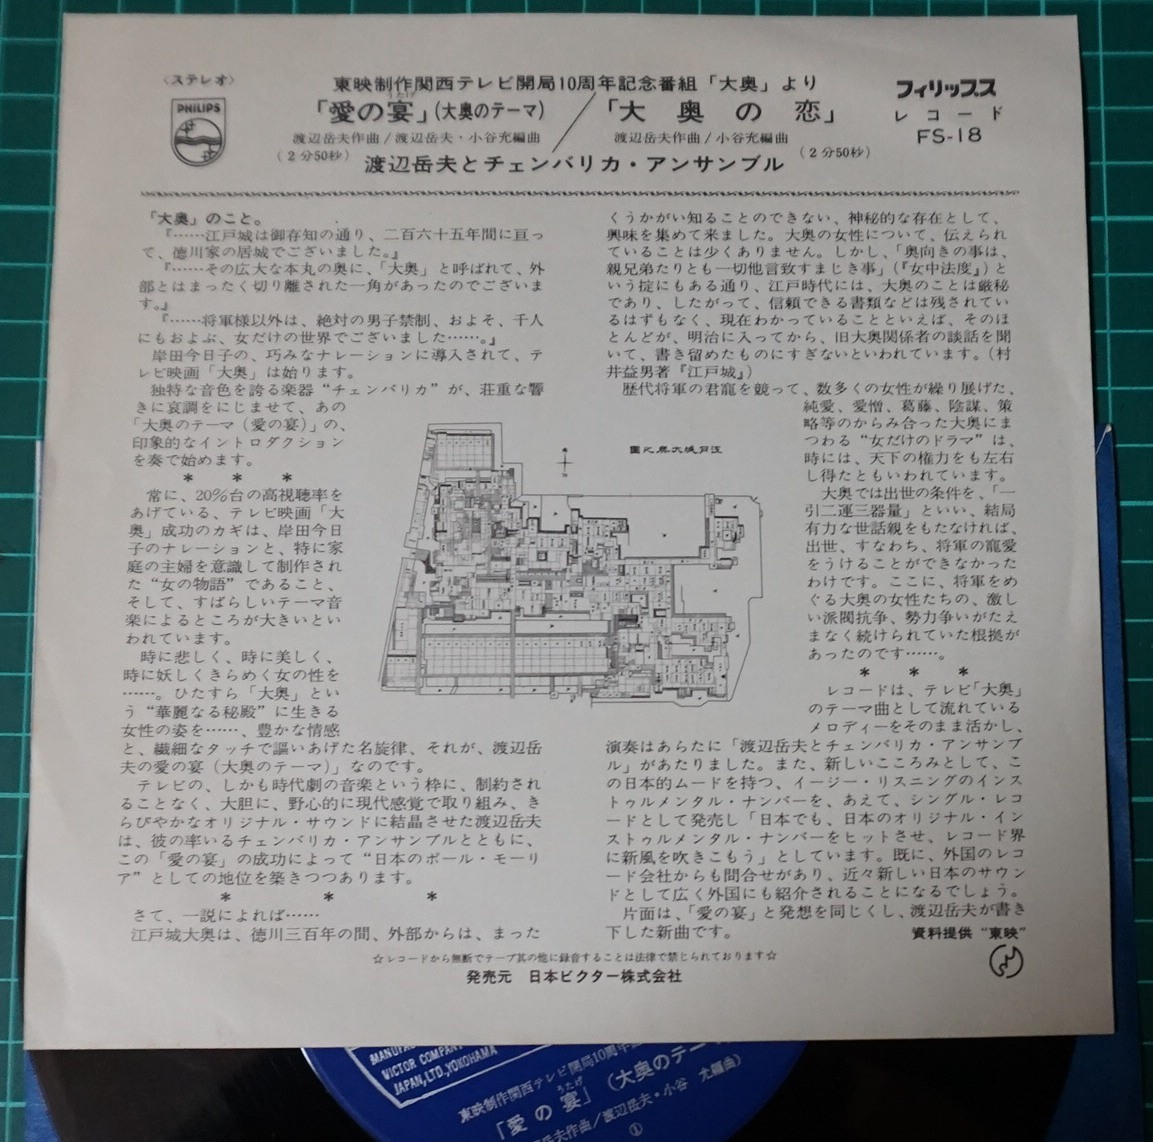 〈ステレオ〉
PHILIPS
東映制作関西テレビ開局10周年記念番組「大奥」より
「愛の宴」(大奥のテーマ)
うたげ
渡辺岳夫作曲/渡辺岳夫・小谷充編曲
(2分50秒)
「大奥の恋」
渡辺岳夫作曲/小谷充編曲
(2分50秒)
渡辺岳夫とチェンバリカ・アンサンブル
フィリップス
レコード
FS-18
「大奥」のこと。
『……江戸城は御存知の通り、二百六十五年間に亘っ
て、徳川家の居城でございました。』
『……その広大な本丸の奥に、「大奥」と呼ばれて、外
部とはまったく切り離された一角があったのでございま
す。』
『……将軍様以外は、絶対の男子禁制、およそ、千人
にもおよぶ、女だけの世界でございました……。』
岸田今日子の、巧みなナレーションに導入されて、テ
レビ映画「大奥」は始ります。
独特な音色を誇る楽器“チェンバリカ”が、荘重な響
きに哀調をにじませて、あの
「大奥のテーマ(愛の宴)」の、
印象的なイントロダクション
を奏で始めます。
* * *
常に、20%台の高視聴率を
あげている、テレビ映画「大
奥」成功のカギは、岸田今日
子のナレーションと、特に家
庭の主婦を意識して制作され
た“女の物語”であること、
そして、すばらしいテーマ音
楽によるところが大きいとい
われています。
時に悲しく、時に美しく、
時に妖しくきらめく女の性を
……。ひたすら「大奥」とい
う“華麗なる秘殿”に生きる
女性の姿を……、豊かな情感
と、繊細なタッチで謳いあげた名旋律、それが、渡辺岳
夫の愛の宴(大奥のテーマ)」なのです。
テレビの、しかも時代劇の音楽という枠に、制約され
ることなく、大胆に、野心的に現代感覚で取り組み、き
らびやかなオリジナル・サウンドに結晶させた渡辺岳夫
は、彼の率いるチェンバリカ・アンサンブルとともに、
この「愛の宴」の成功によって“日本のポール・モーリ
ア”としての地位を築きつつあります。
* * *
さて、一説によれば……
江戸城大奥は、徳川三百年の間、外部からは、まった
くうかがい知ることのできない、神秘的な存在として、
興味を集めて来ました。大奥の女性について、伝えられ
ていることは少くありません。しかし、「奥向きの事は、
親兄弟たりとも一切他言致すまじき事」(『女中法度』)と
いう掟にもある通り、江戸時代には、大奥のことは厳秘
であり、したがって、信頼できる書類などは残されてい
るはずもなく、現在わかっていることといえば、そのほ
とんどが、明治に入ってから、旧大奥関係者の談話を聞
いて、書き留めたものにすぎないといわれています。(村
井益男著『江戸城』)
歴代将軍の君寵を競って、数多くの女性が繰り展げた、
純愛、愛憎、葛藤、陰謀、策
略等のからみ合った大奥にま
つわる“女だけのドラマ”は、
時には、天下の権力をも左右
し得たともいわれています。
大奥では出世の条件を、「一
引二運三器量」といい、結局
有力な世話親をもたなければ、
出世、すなわち、将軍の寵愛
をうけることができなかった
わけです。ここに、将軍をめ
ぐる大奥の女性たちの、激し
い派閥抗争、勢力争いがたえ
まなく続けられていた根拠が
あったのです……。
* * *
レコードは、テレビ「大奥」
のテーマ曲として流れている
メロディーをそのまま活かし、
演奏はあらたに「渡辺岳夫とチェンバリカ・アンサンブ
ル」があたりました。また、新しいこころみとして、こ
の日本的ムードを持つ、イージー・リスニングのインス
トゥルメンタル・ナンバーを、あえて、シングル・レコ
ードとして発売し「日本でも、日本のオリジナル・イン
ストゥルメンタル・ナンバーをヒットさせ、レコード界
に新風を吹きこもう」としています。既に、外国のレコ
ード会社からも問合せがあり、近々新しい日本のサウン
ドとして広く外国にも紹介されることになるでしょう。
片面は、「愛の宴」と発想を同じくし、渡辺岳夫が書き
下した新曲です。
資料提供“東映”
江戸城大奥之図
☆レコードから無断でテープ其の他に録音することは法律で禁じられております☆
発売元 日本ビクター株式会社
VICTOR COMPANY
JAPAN, LTD., YOKOHAMA
東映制作関西テレビ開局10周年
「愛の宴」(大奥のテー
うたげ
岳夫作曲/渡辺岳夫・小谷 充編曲)
①